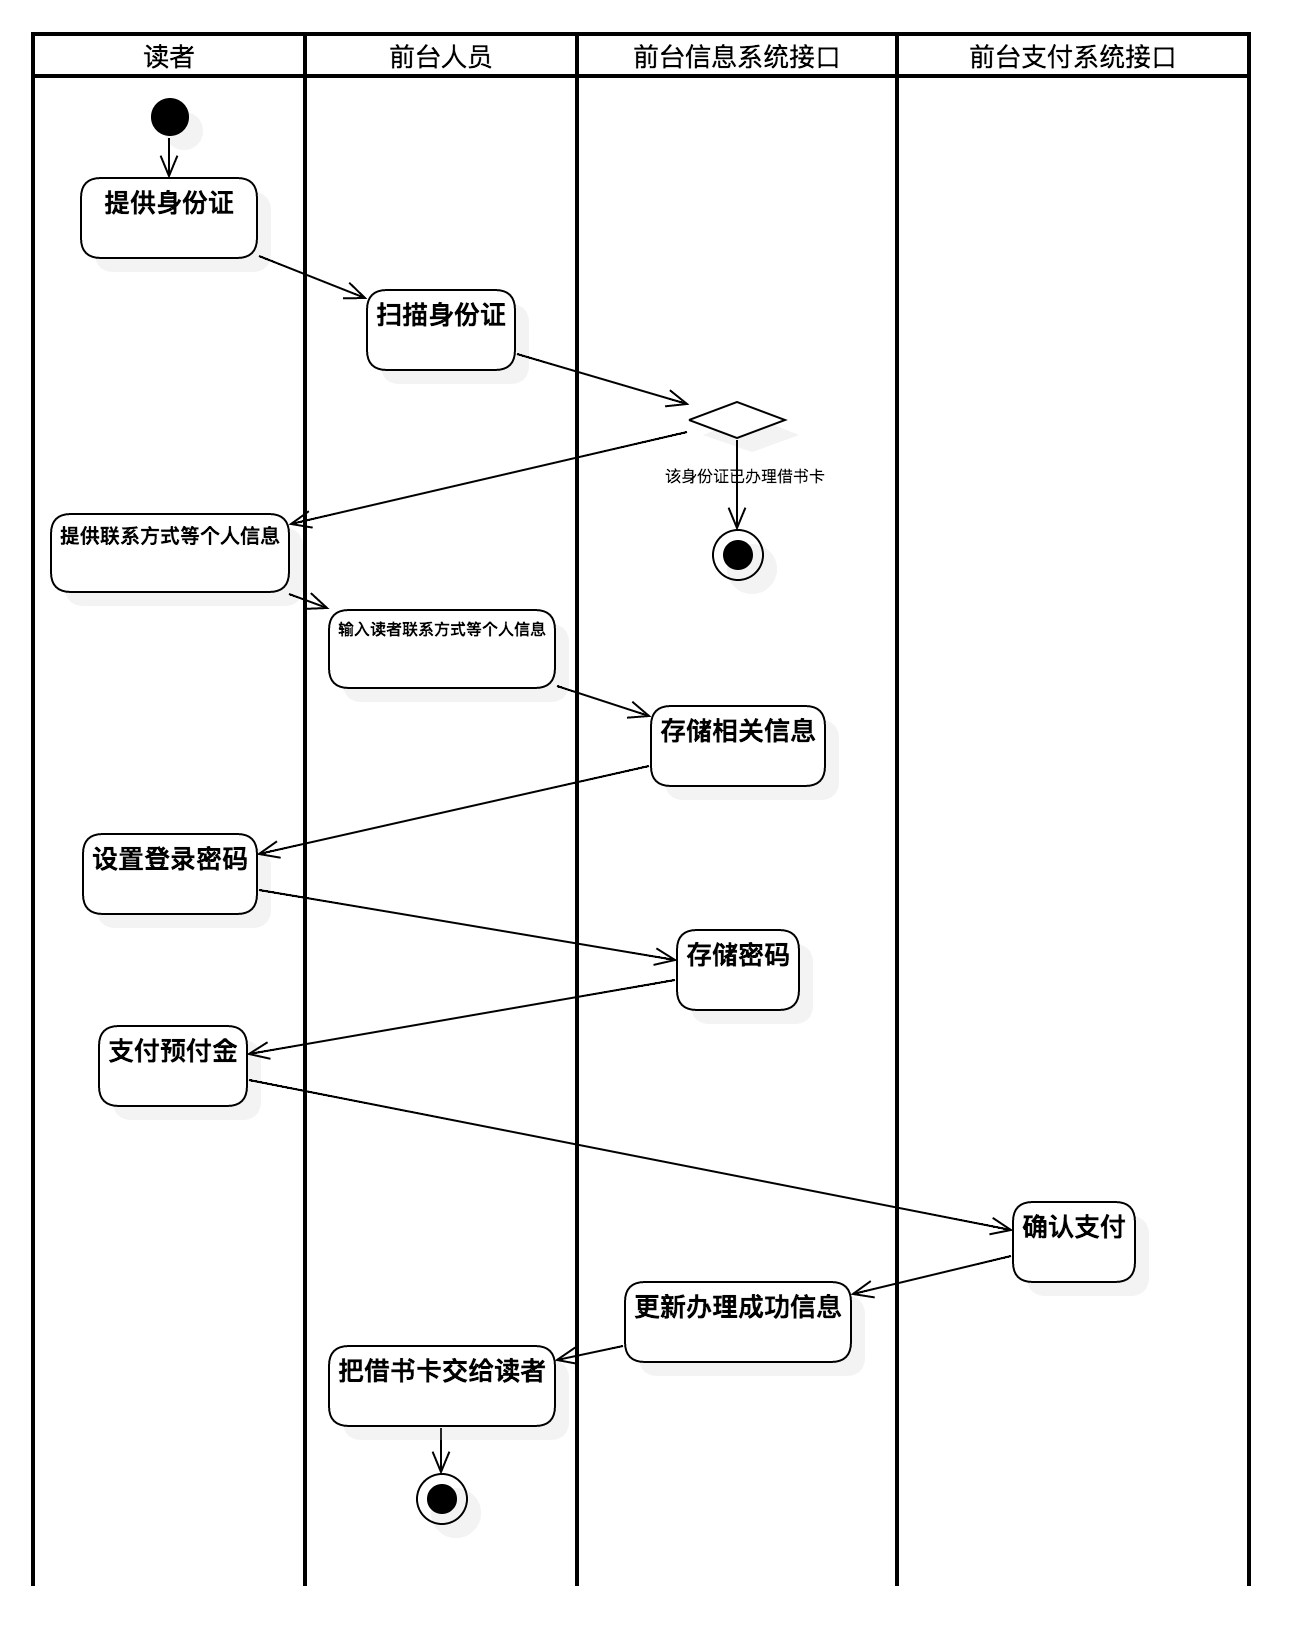 读者
前台人员
前台信息系统接口
前台支付系统接口
提供身份证
扫描身份证
该身份证已办理借书卡
提供联系方式等个人信息
输入读者联系方式等个人信息
存储相关信息
设置登录密码
存储密码
支付预付金
确认支付
更新办理成功信息
把借书卡交给读者